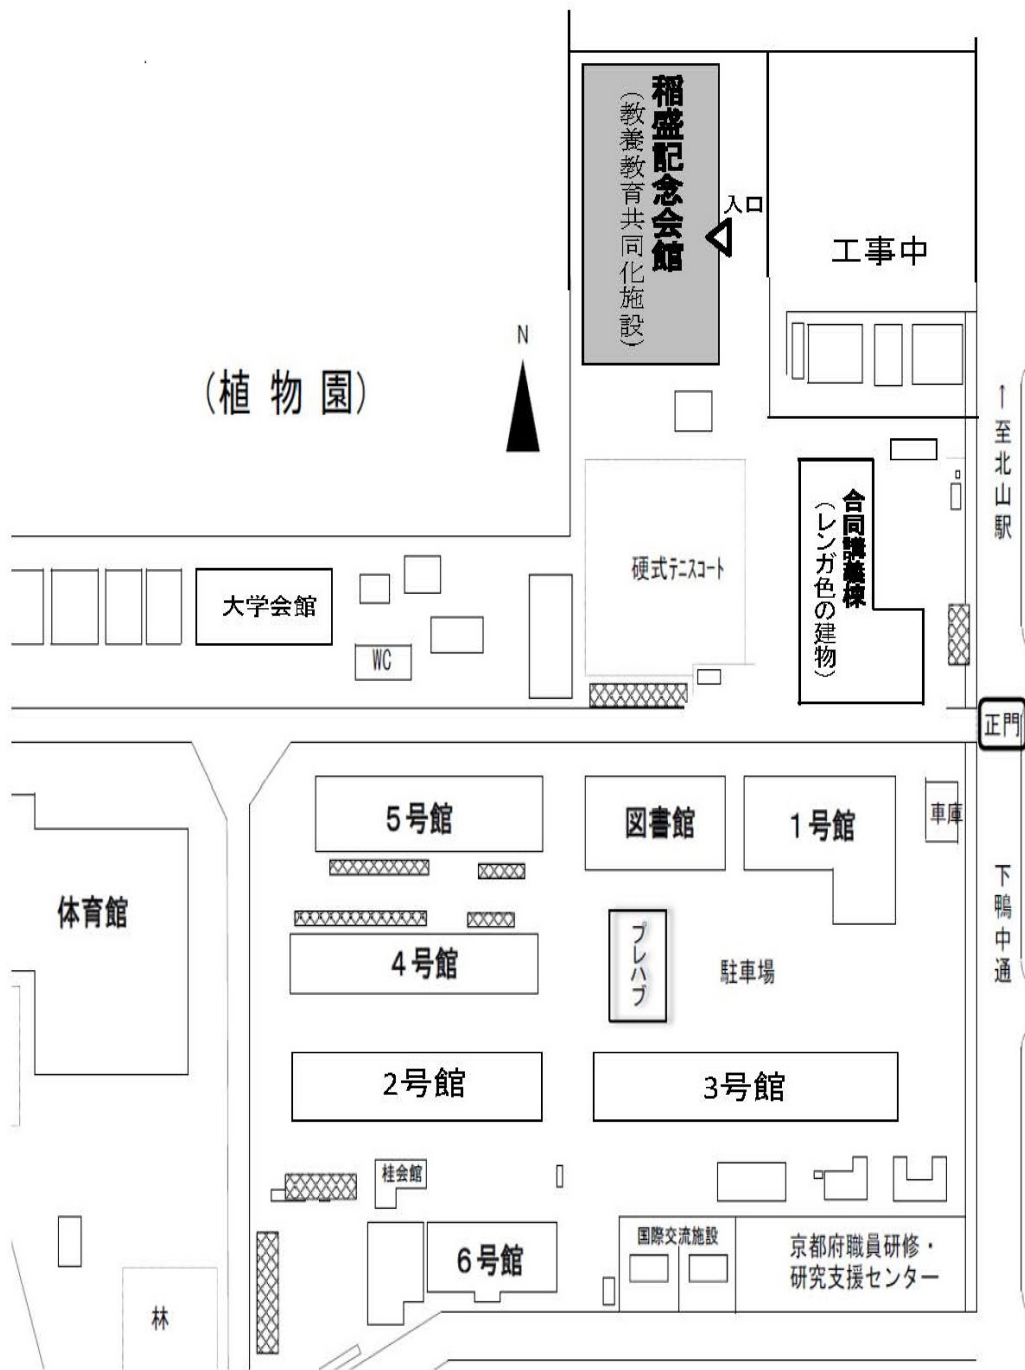 稲盛記念会館
（教養教育共同化施設）
入口
工事中
N
（植 物 園）
↑至北山駅
合同講義棟
（レンガ色の建物）
硬式テニスコート
大学会館
WC
正門
５号館
図書館
１号館
車庫
体育館
４号館
プレハブ
駐車場
下鴨中通
2号館
3号館
桂会館
６号館
国際交流施設
京都府職員研修・
研究支援センター
林